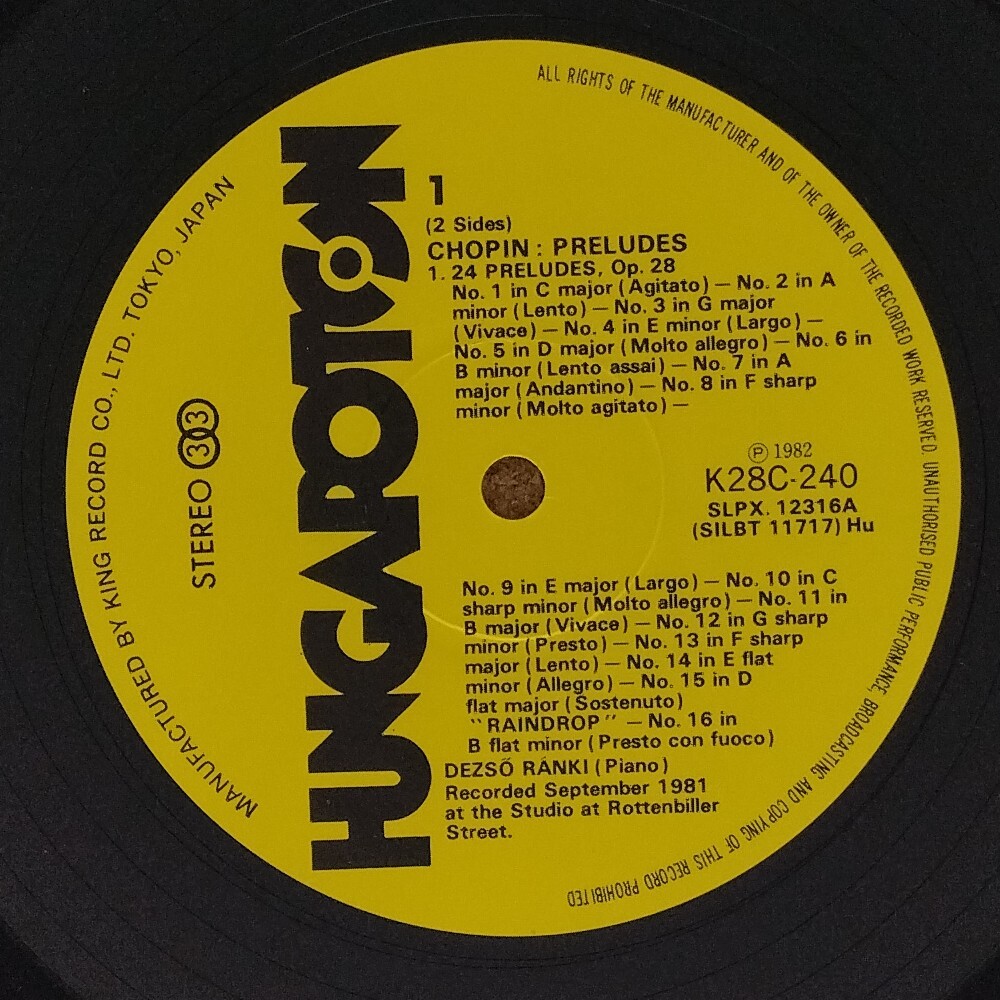 HUNGAROTON
1
(2 Sides)
CHOPIN : PRELUDES
1. 24 PRELUDES, Op. 28
No. 1 in C major (Agitato) — No. 2 in A
minor (Lento) — No. 3 in G major
(Vivace) — No. 4 in E minor (Largo) —
No. 5 in D major (Molto allegro) — No. 6 in
B minor (Lento assai) — No. 7 in A
major (Andantino) — No. 8 in F sharp
minor (Molto agitato) —
STEREO 33
℗ 1982
K28C-240
SLPX. 12316A
(SILBT 11717) Hu
No. 9 in E major (Largo) — No. 10 in C
sharp minor (Molto allegro) — No. 11 in
B major (Vivace) — No. 12 in G sharp
minor (Presto) — No. 13 in F sharp
major (Lento) — No. 14 in E flat
minor (Allegro) — No. 15 in D
flat major (Sostenuto)
"RAINDROP" — No. 16 in
B flat minor (Presto con fuoco)
DEZSŐ RÁNKI (Piano)
Recorded September 1981
at the Studio at Rottenbiller
Street.
MANUFACTURED BY KING RECORD CO., LTD. TOKYO, JAPAN
ALL RIGHTS OF THE MANUFACTURER AND OF THE OWNER OF THE RECORDED WORK RESERVED. UNAUTHORISED PUBLIC PERFORMANCE, BROADCASTING AND COPYING OF THIS RECORD PROHIBITED